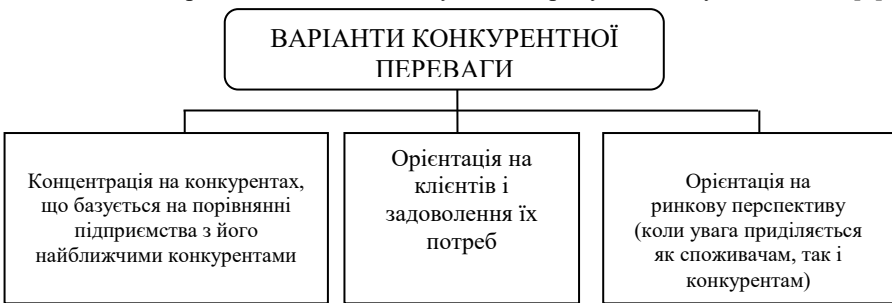 ВАРІАНТИ КОНКУРЕНТНОЇ
ПЕРЕВАГИ
Концентрація на конкурентах,
що базується на порівнянні
підприємства з його
найближчими конкурентами
Орієнтація на
клієнтів і
задоволення їх
потреб
Орієнтація на
ринкову перспективу
(коли увага приділяється
як споживачам, так і
конкурентам)